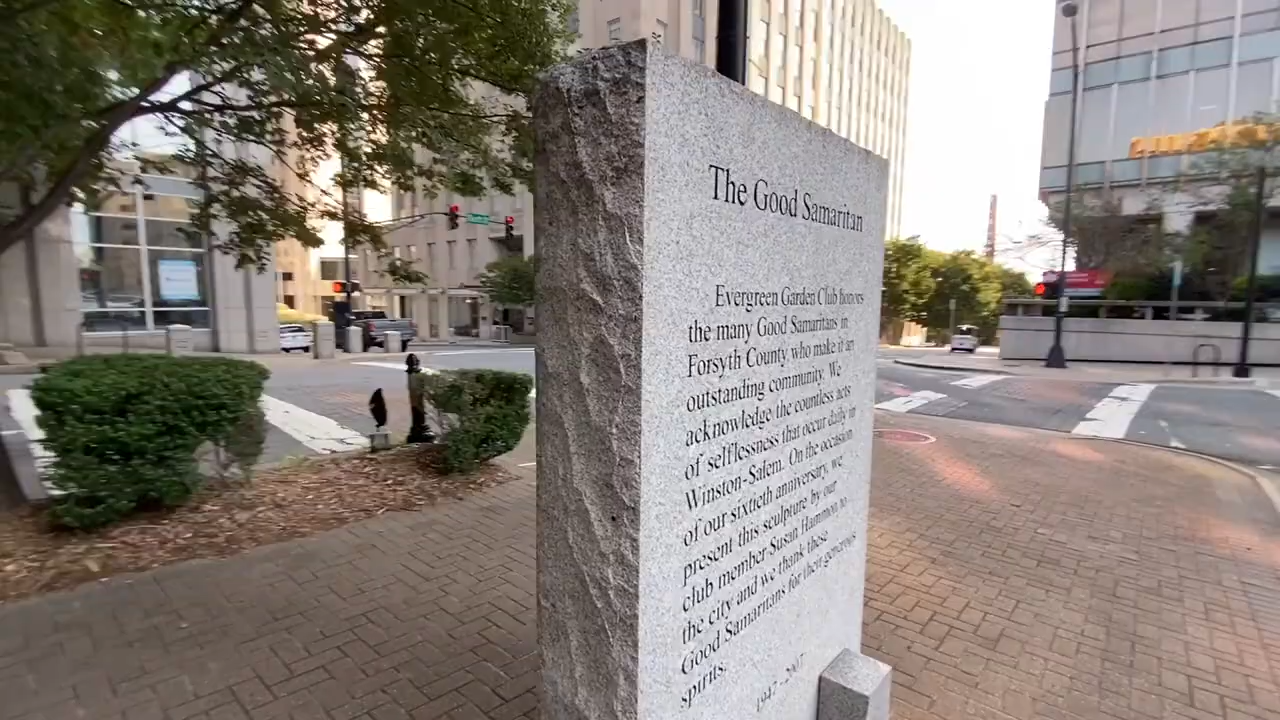 The Good Samaritan
Evergreen Garden Club honors
the many Good Samaritans in
Forsyth County who make it an
outstanding community. We
acknowledge the countless acts
of selflessness that occur daily in
Winston-Salem. On the occasion
of our sixtieth anniversary, we
present this sculpture by our
club member Susan Hammon to
the city and we thank these
Good Samaritans for their generous
spirits.
1947-2007